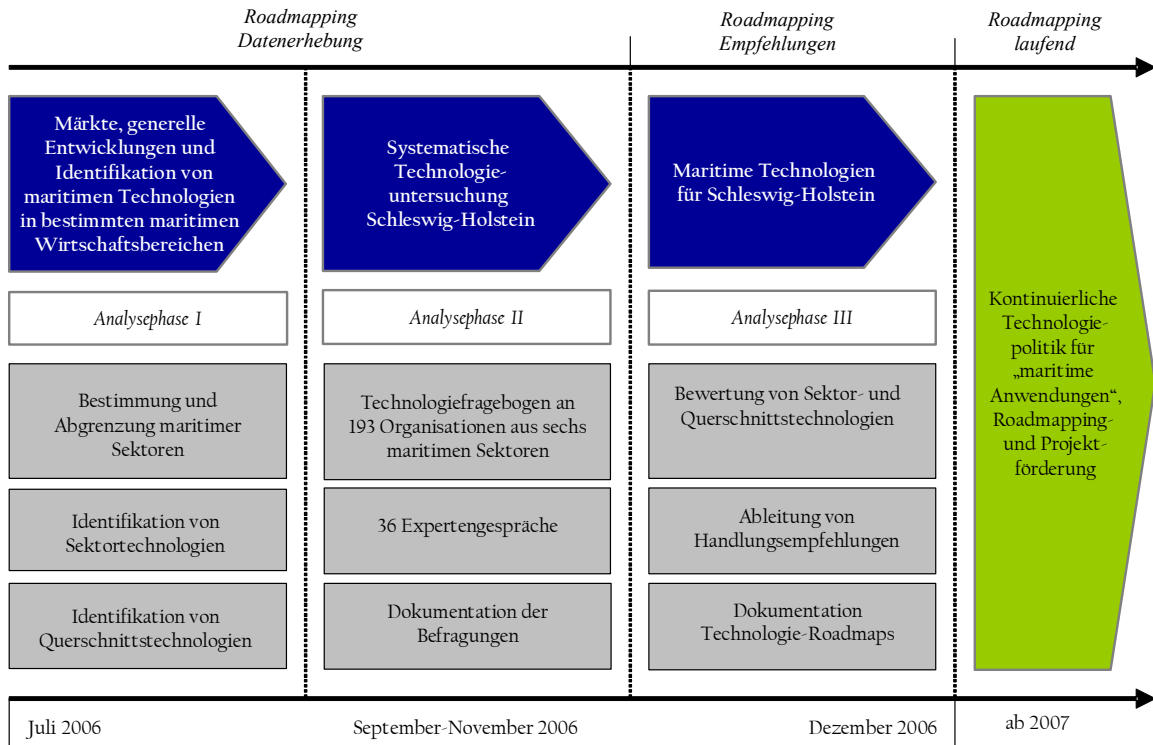 Roadmapping
Datenerhebung
Roadmapping
Empfehlungen
Roadmapping
laufend
Märkte, generelle
Entwicklungen und
Identifikation von
maritimen Technologien
in bestimmten maritimen
Wirtschaftsbereichen
Systematische
Technologie-
untersuchung
Schleswig-Holstein
Maritime Technologien
für Schleswig-Holstein
Analysephase I
Analysephase II
Analysephase III
Bestimmung und
Abgrenzung maritimer
Sektoren
Technologiefragebogen an
193 Organisationen aus sechs
maritimen Sektoren
Bewertung von Sektor- und
Querschnittstechnologien
Identifikation von
Sektortechnologien
36 Expertengespräche
Ableitung von
Handlungsempfehlungen
Identifikation von
Querschnittstechnologien
Dokumentation der
Befragungen
Dokumentation
Technologie-Roadmaps
Kontinuierliche
Technologie-
politik für
„maritime
Anwendungen“,
Roadmapping-
und Projekt-
förderung
Juli 2006
September-November 2006
Dezember 2006
ab 2007